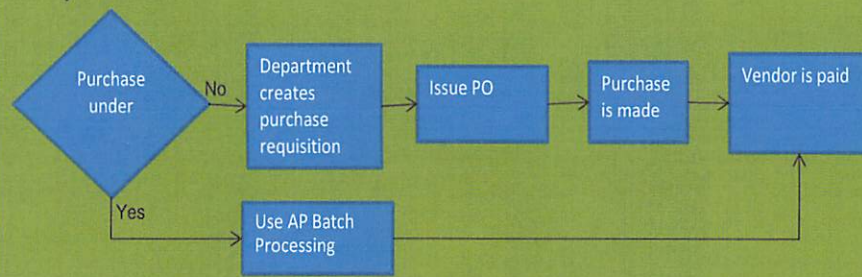 Purchase
under
No
Department
creates
purchase
requisition
Issue PO
Purchase
is made
Vendor is paid
Yes
Use AP Batch
Processing